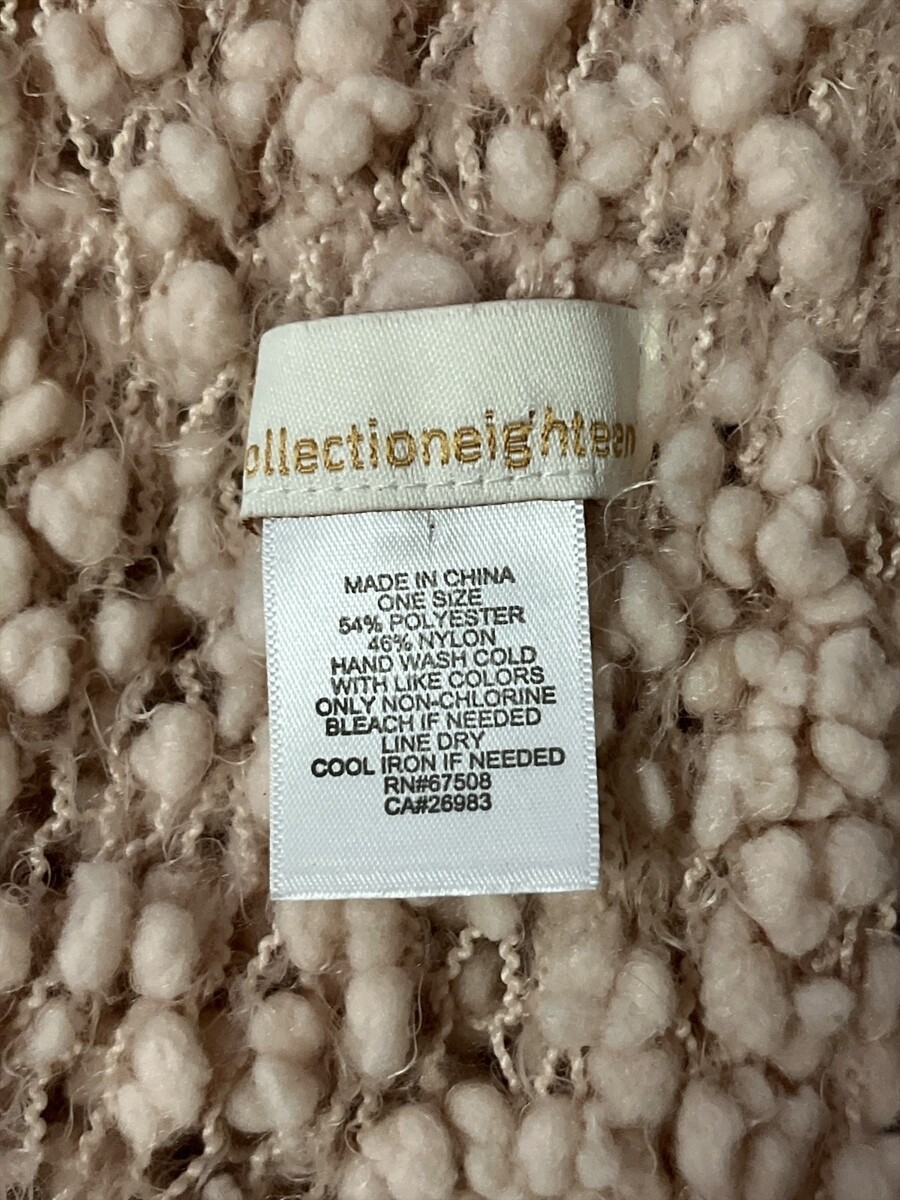 ollectioneighteen
MADE IN CHINA
ONE SIZE
54% POLYESTER
46% NYLON
HAND WASH COLD
WITH LIKE COLORS
ONLY NON-CHLORINE
BLEACH IF NEEDED
LINE DRY
COOL IRON IF NEEDED
RN#67508
CA#26983